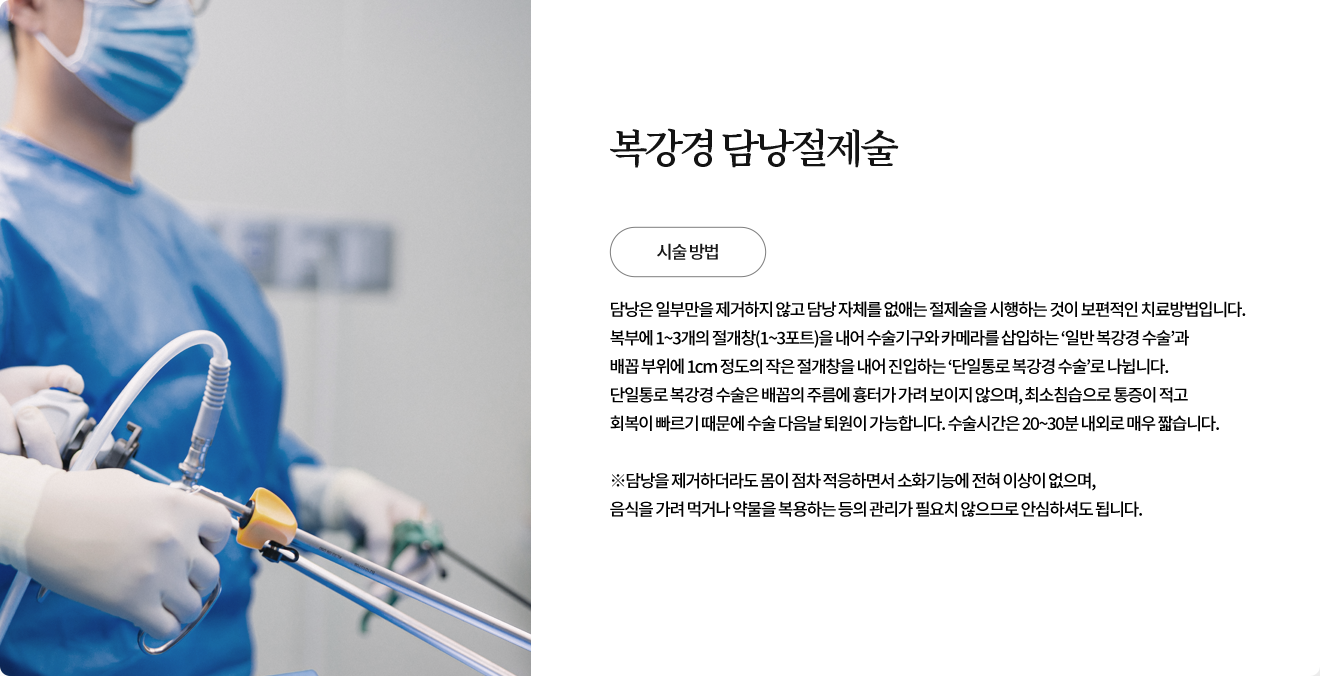 복강경 담낭절제술
시술 방법
담낭은 일부만을 제거하지 않고 담낭 자체를 없애는 절제술을 시행하는 것이 보편적인 치료방법입니다.
복부에 1~3개의 절개창(1~3포트)을 내어 수술기구와 카메라를 삽입하는 ‘일반 복강경 수술’과
배꼽 부위에 1cm 정도의 작은 절개창을 내어 진입하는 ‘단일통로 복강경 수술’로 나뉩니다.
단일통로 복강경 수술은 배꼽의 주름에 흉터가 가려 보이지 않으며, 최소침습으로 통증이 적고
회복이 빠르기 때문에 수술 다음날 퇴원이 가능합니다. 수술시간은 20~30분 내외로 매우 짧습니다.
※담낭을 제거하더라도 몸이 점차 적응하면서 소화기능에 전혀 이상이 없으며,
음식을 가려 먹거나 약물을 복용하는 등의 관리가 필요치 않으므로 안심하셔도 됩니다.